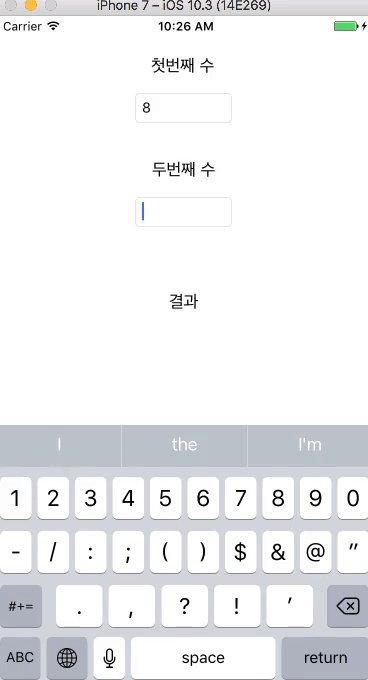 iPhone 7 – iOS 10.3 (14E269)
Carrier 10:26 AM
첫번째 수
8
두번째 수
결과
I the I'm
1 2 3 4 5 6 7 8 9 0
- / : ; ( ) $ & @ ”
#+= . , ? ! ’
ABC space return